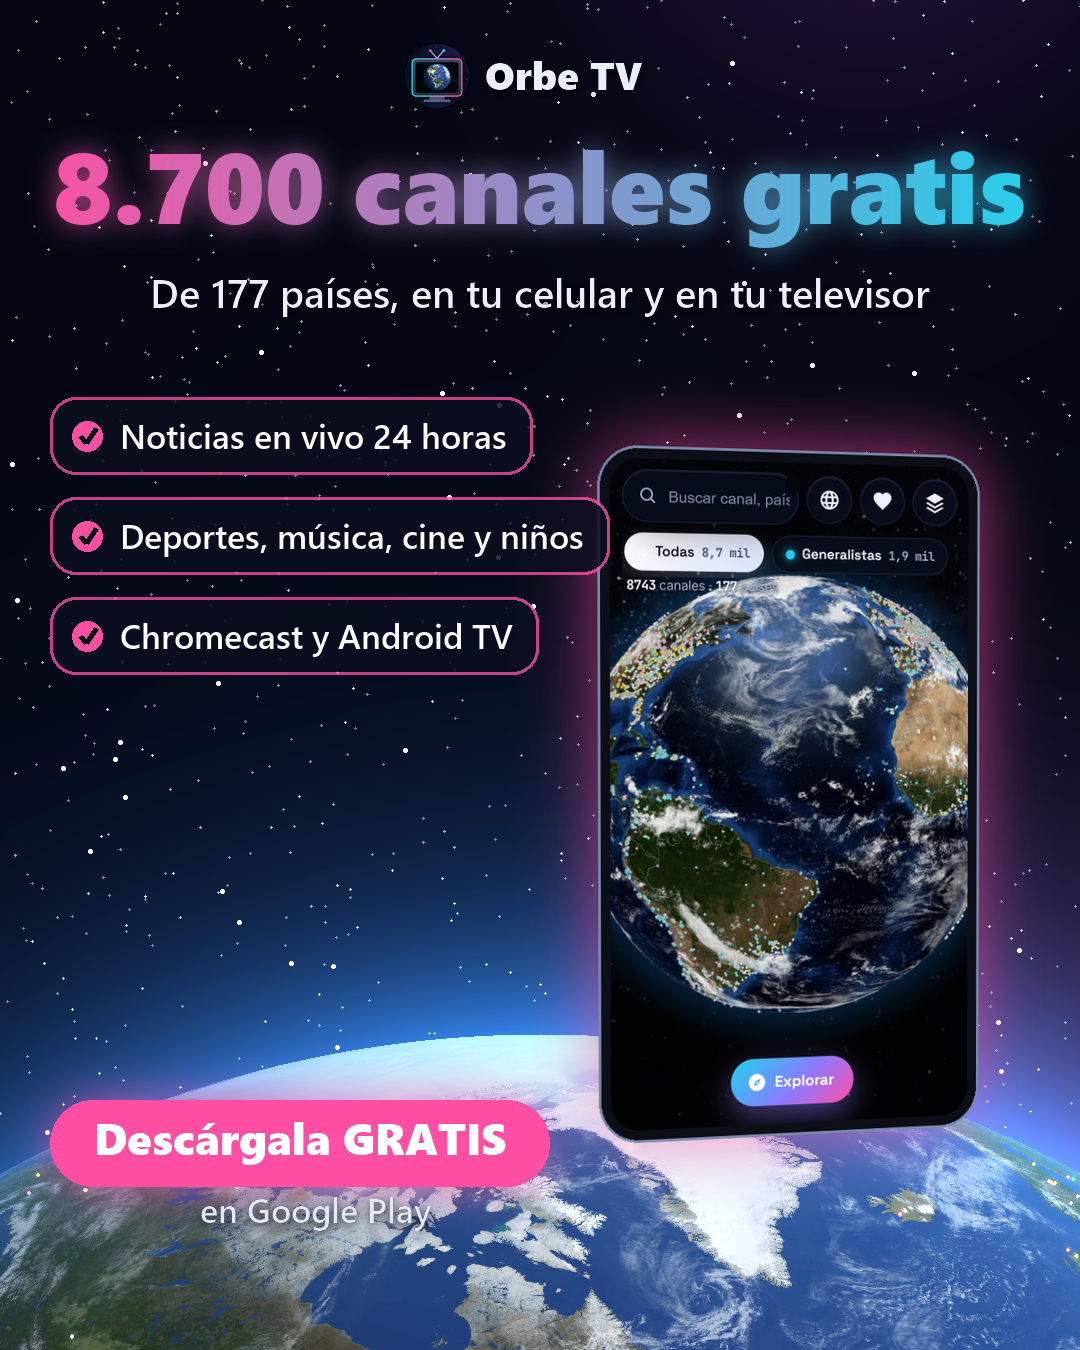 Orbe TV
8.700 canales gratis
De 177 países, en tu celular y en tu televisor
Noticias en vivo 24 horas
Deportes, música, cine y niños
Chromecast y Android TV
Buscar canal, país
Todas 8,7 mil
Generalistas 1,9 mil
8743 canales · 177 países
Explorar
Descárgala GRATIS
en Google Play